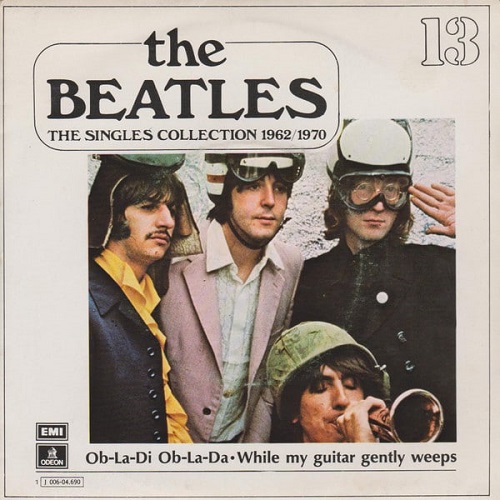 13
the
BEATLES
THE SINGLES COLLECTION 1962/1970
EMI
ODEON
Ob-La-Di Ob-La-Da • While my guitar gently weeps
1 J 006-04.690